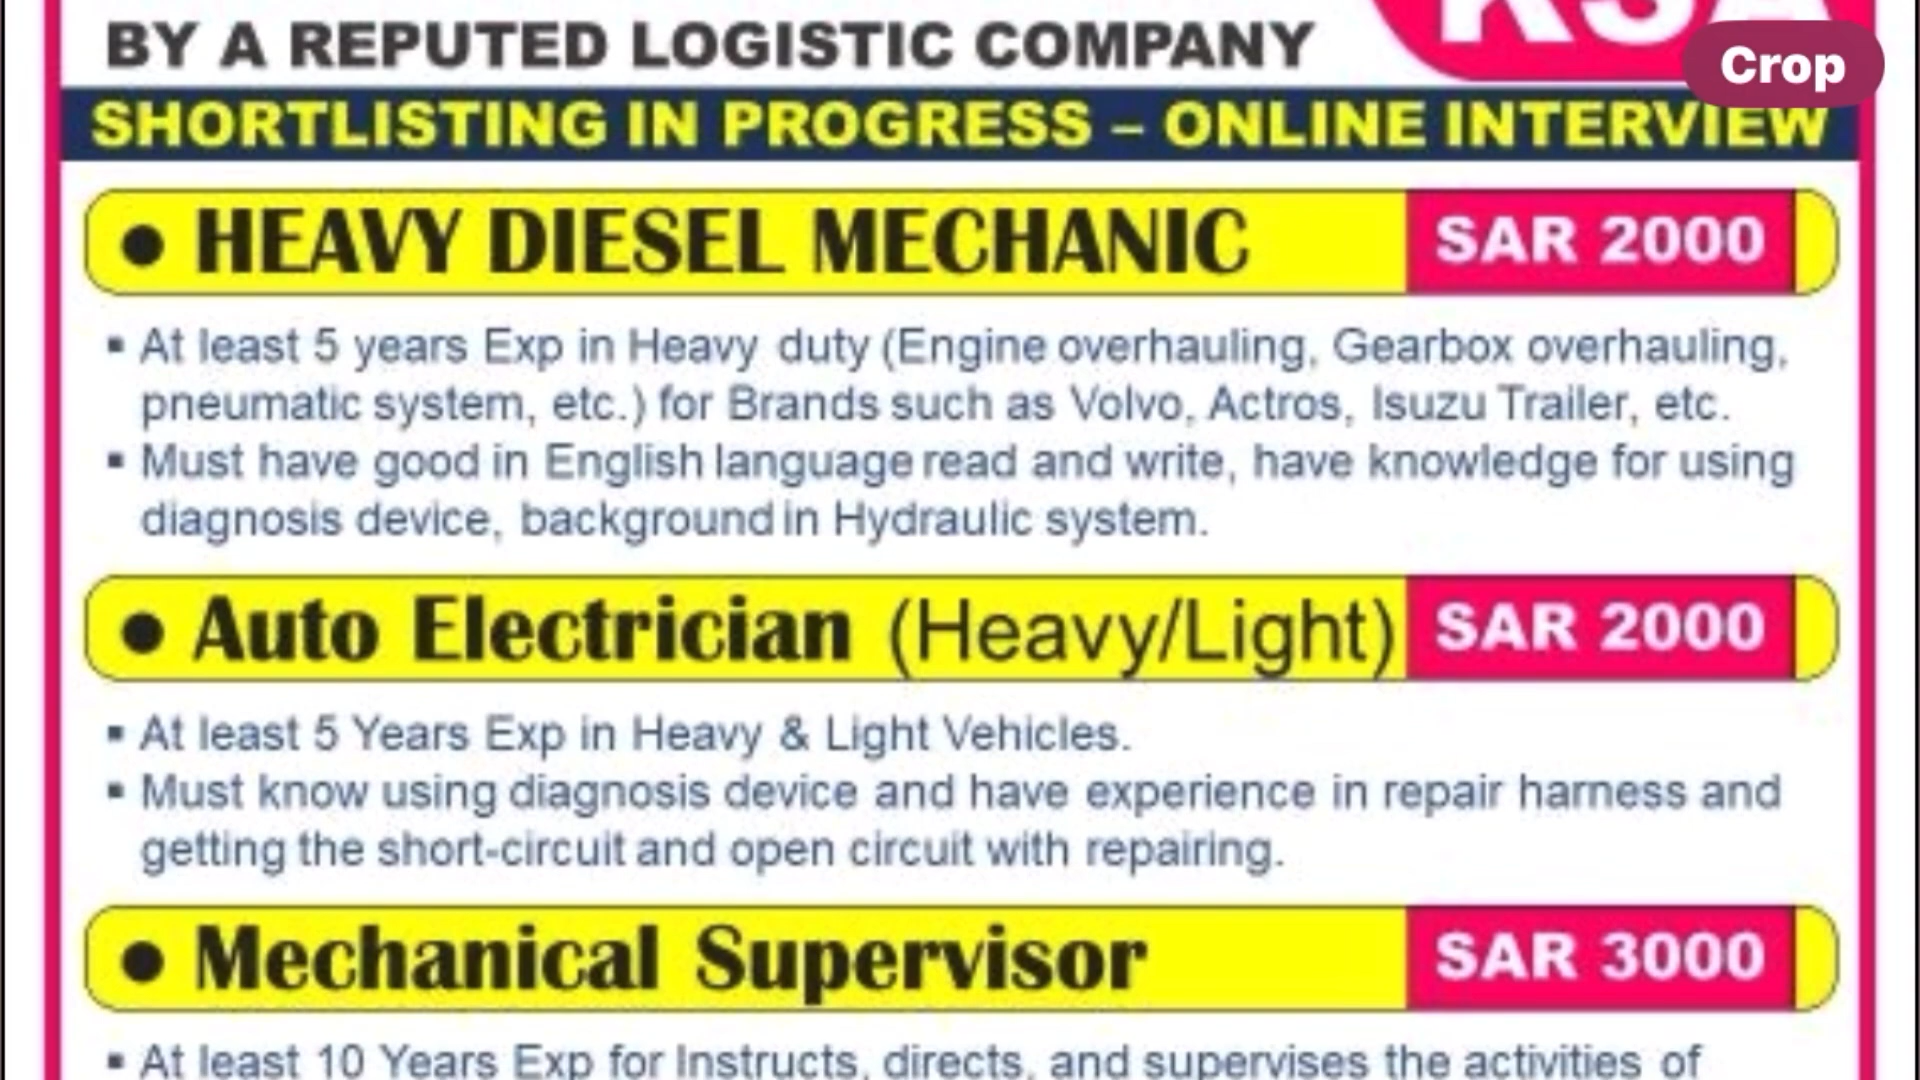 KSA
BY A REPUTED LOGISTIC COMPANY
Crop
SHORTLISTING IN PROGRESS – ONLINE INTERVIEW
● HEAVY DIESEL MECHANIC SAR 2000
▪ At least 5 years Exp in Heavy duty (Engine overhauling, Gearbox overhauling,
pneumatic system, etc.) for Brands such as Volvo, Actros, Isuzu Trailer, etc.
▪ Must have good in English language read and write, have knowledge for using
diagnosis device, background in Hydraulic system.
● Auto Electrician (Heavy/Light) SAR 2000
▪ At least 5 Years Exp in Heavy & Light Vehicles.
▪ Must know using diagnosis device and have experience in repair harness and
getting the short-circuit and open circuit with repairing.
● Mechanical Supervisor SAR 3000
▪ At least 10 Years Exp for Instructs, directs, and supervises the activities of